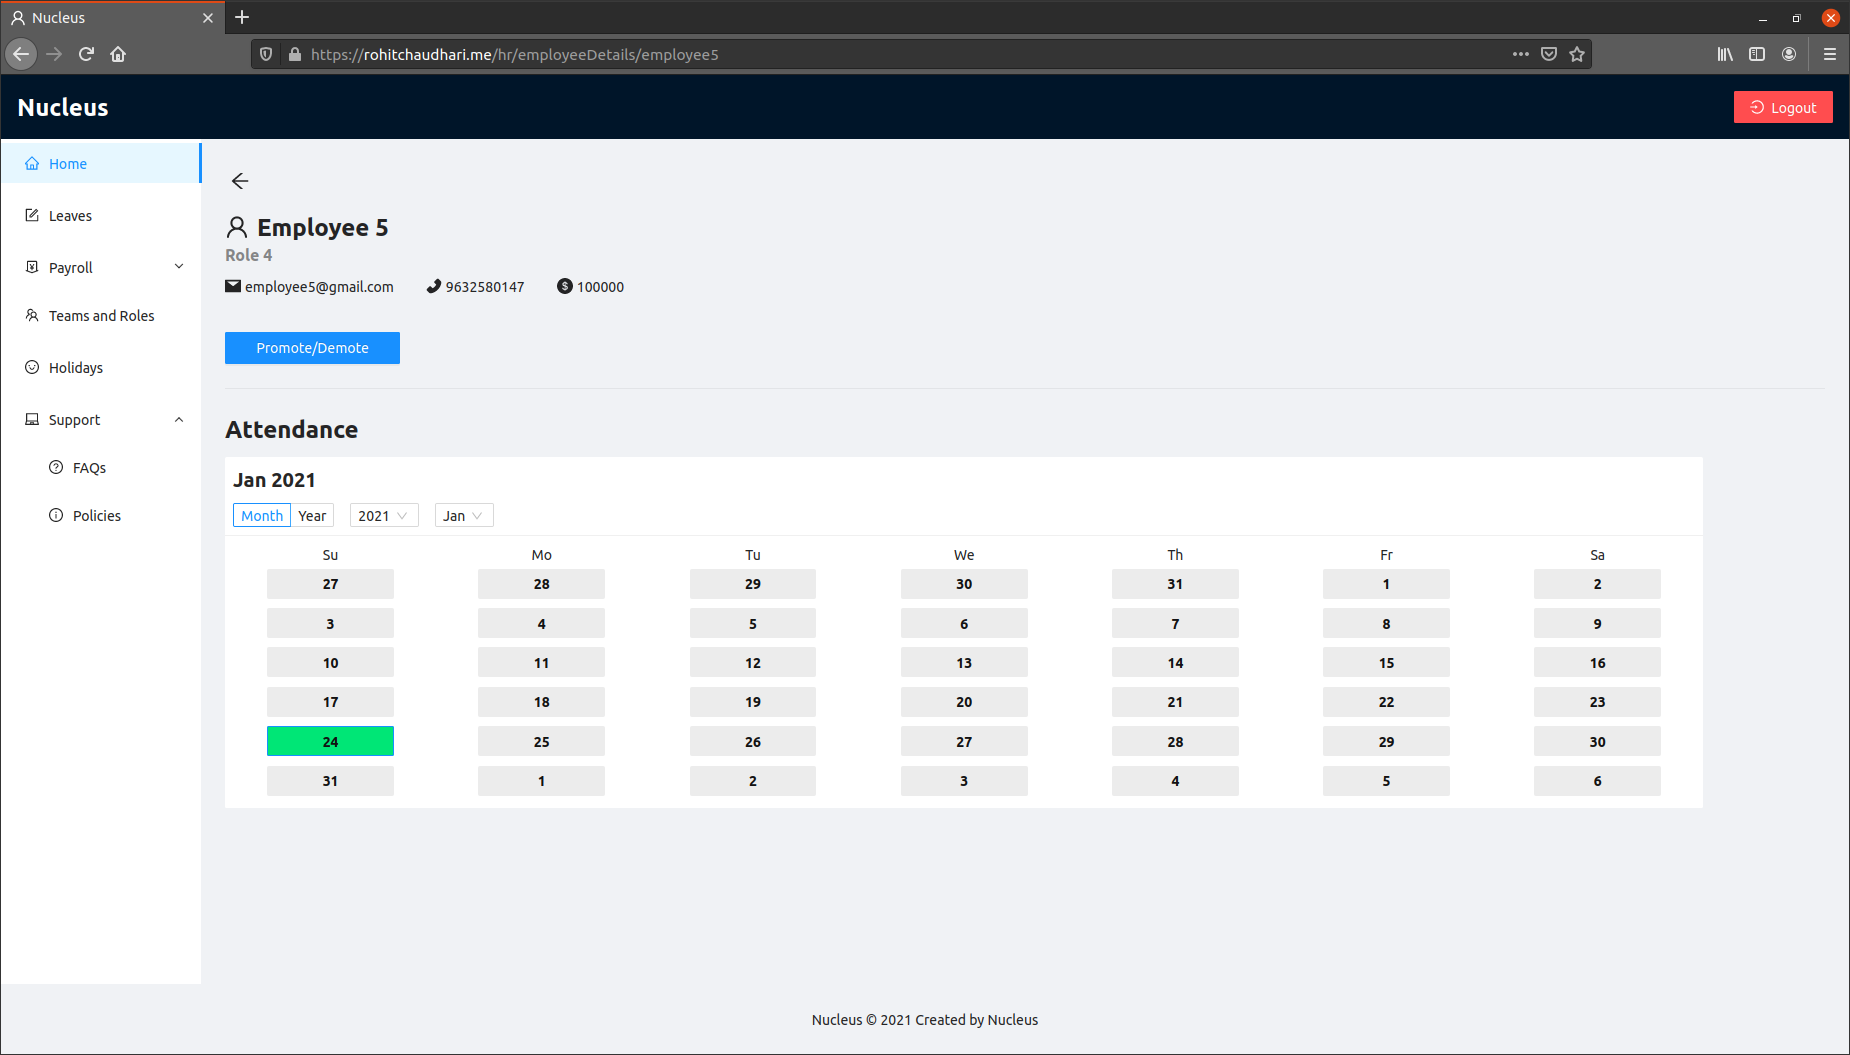 Nucleus
https://rohitchaudhari.me/hr/employeeDetails/employee5
Nucleus
Logout
Home
Leaves
Payroll
Teams and Roles
Holidays
Support
FAQs
Policies
Employee 5
Role 4
employee5@gmail.com 9632580147 100000
Promote/Demote
Attendance
Jan 2021
Month Year 2021 Jan
Su Mo Tu We Th Fr Sa
27 28 29 30 31 1 2
3 4 5 6 7 8 9
10 11 12 13 14 15 16
17 18 19 20 21 22 23
24 25 26 27 28 29 30
31 1 2 3 4 5 6
Nucleus © 2021 Created by Nucleus